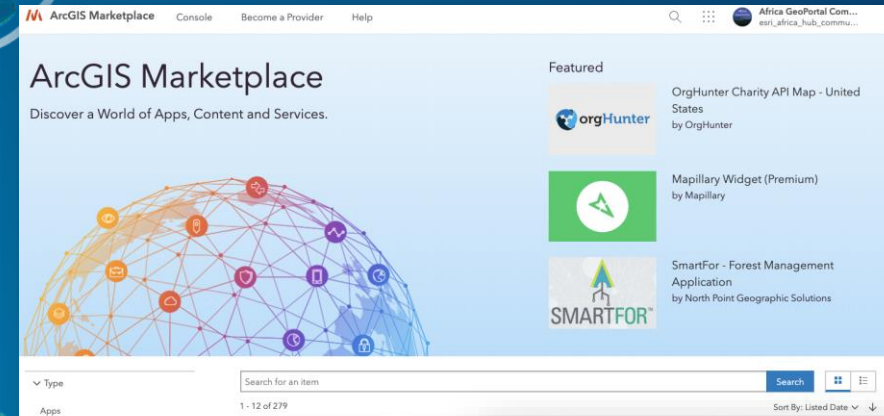 ArcGIS Marketplace
Console
Become a Provider
Help
Africa GeoPortal Com...
esri_africa_hub_commu...
ArcGIS Marketplace
Discover a World of Apps, Content and Services.
Featured
orgHunter
OrgHunter Charity API Map - United
States
by OrgHunter
Mapillary Widget (Premium)
by Mapillary
SMARTFOR™
SmartFor - Forest Management
Application
by North Point Geographic Solutions
Type
Apps
Search for an item
Search
1 - 12 of 279
Sort By: Listed Date